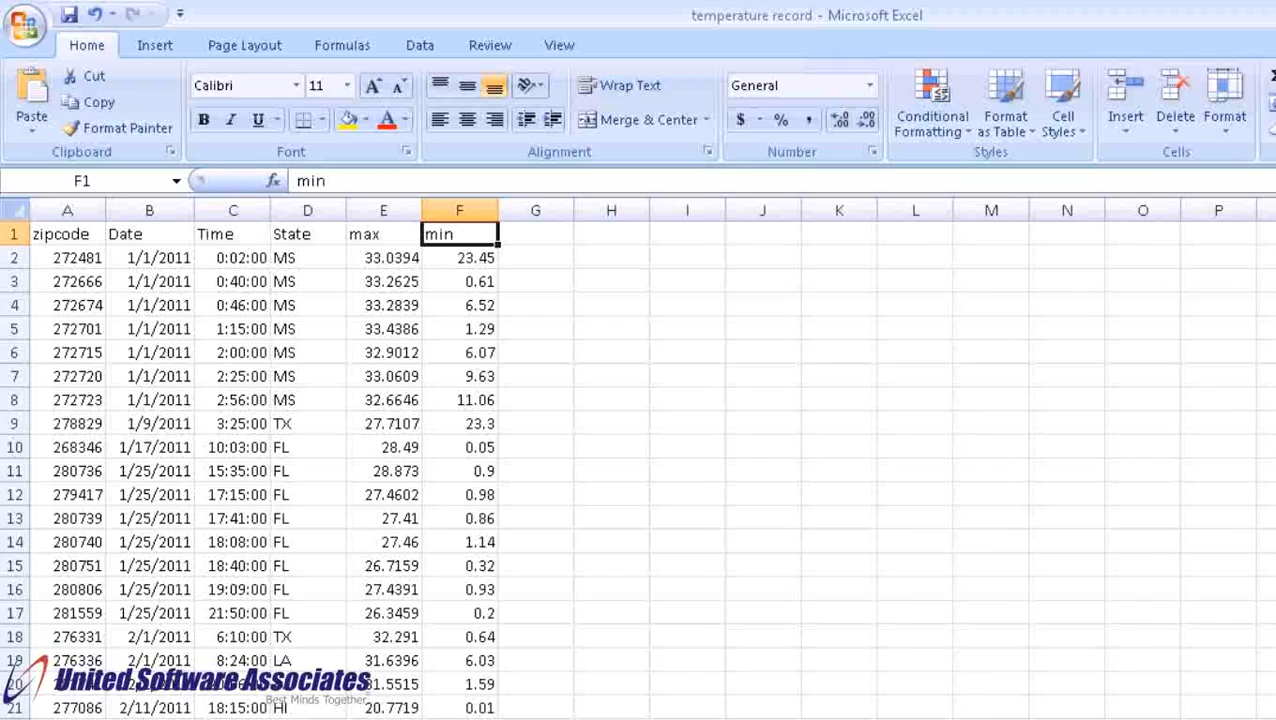 temperature record - Microsoft Excel
Home Insert Page Layout Formulas Data Review View
Cut
Copy
Format Painter
Paste
Calibri 11
B I U
Wrap Text
Merge & Center
General
$ % ,
Conditional Formatting
Format as Table
Cell Styles
Insert Delete Format
Clipboard Font Alignment Number Styles Cells
F1 fx min
A B C D E F G H I J K L M N O P
1 zipcode Date Time State max min
2 272481 1/1/2011 0:02:00 MS 33.0394 23.45
3 272666 1/1/2011 0:40:00 MS 33.2625 0.61
4 272674 1/1/2011 0:46:00 MS 33.2839 6.52
5 272701 1/1/2011 1:15:00 MS 33.4386 1.29
6 272715 1/1/2011 2:00:00 MS 32.9012 6.07
7 272720 1/1/2011 2:25:00 MS 33.0609 9.63
8 272723 1/1/2011 2:56:00 MS 32.6646 11.06
9 278829 1/9/2011 3:25:00 TX 27.7107 23.3
10 268346 1/17/2011 10:03:00 FL 28.49 0.05
11 280736 1/25/2011 15:35:00 FL 28.873 0.9
12 279417 1/25/2011 17:15:00 FL 27.4602 0.98
13 280739 1/25/2011 17:41:00 FL 27.41 0.86
14 280740 1/25/2011 18:08:00 FL 27.46 1.14
15 280751 1/25/2011 18:40:00 FL 26.7159 0.32
16 280806 1/25/2011 19:09:00 FL 27.4391 0.93
17 281559 1/25/2011 21:50:00 FL 26.3459 0.2
18 276331 2/1/2011 6:10:00 TX 32.291 0.64
19 276336 2/1/2011 8:24:00 LA 31.6396 6.03
United Software Associates
20 1.59
Best Minds Together
21 277086 2/11/2011 18:15:00 HI 20.7719 0.01